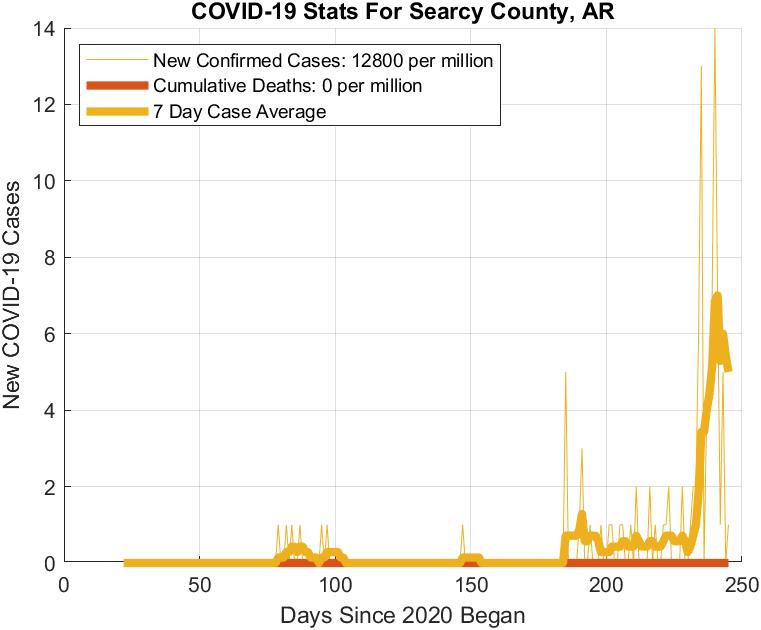 COVID-19 Stats For Searcy County, AR
New Confirmed Cases: 12800 per million
Cumulative Deaths: 0 per million
7 Day Case Average
New COVID-19 Cases
14
12
10
8
6
4
2
0
0 50 100 150 200 250
Days Since 2020 Began